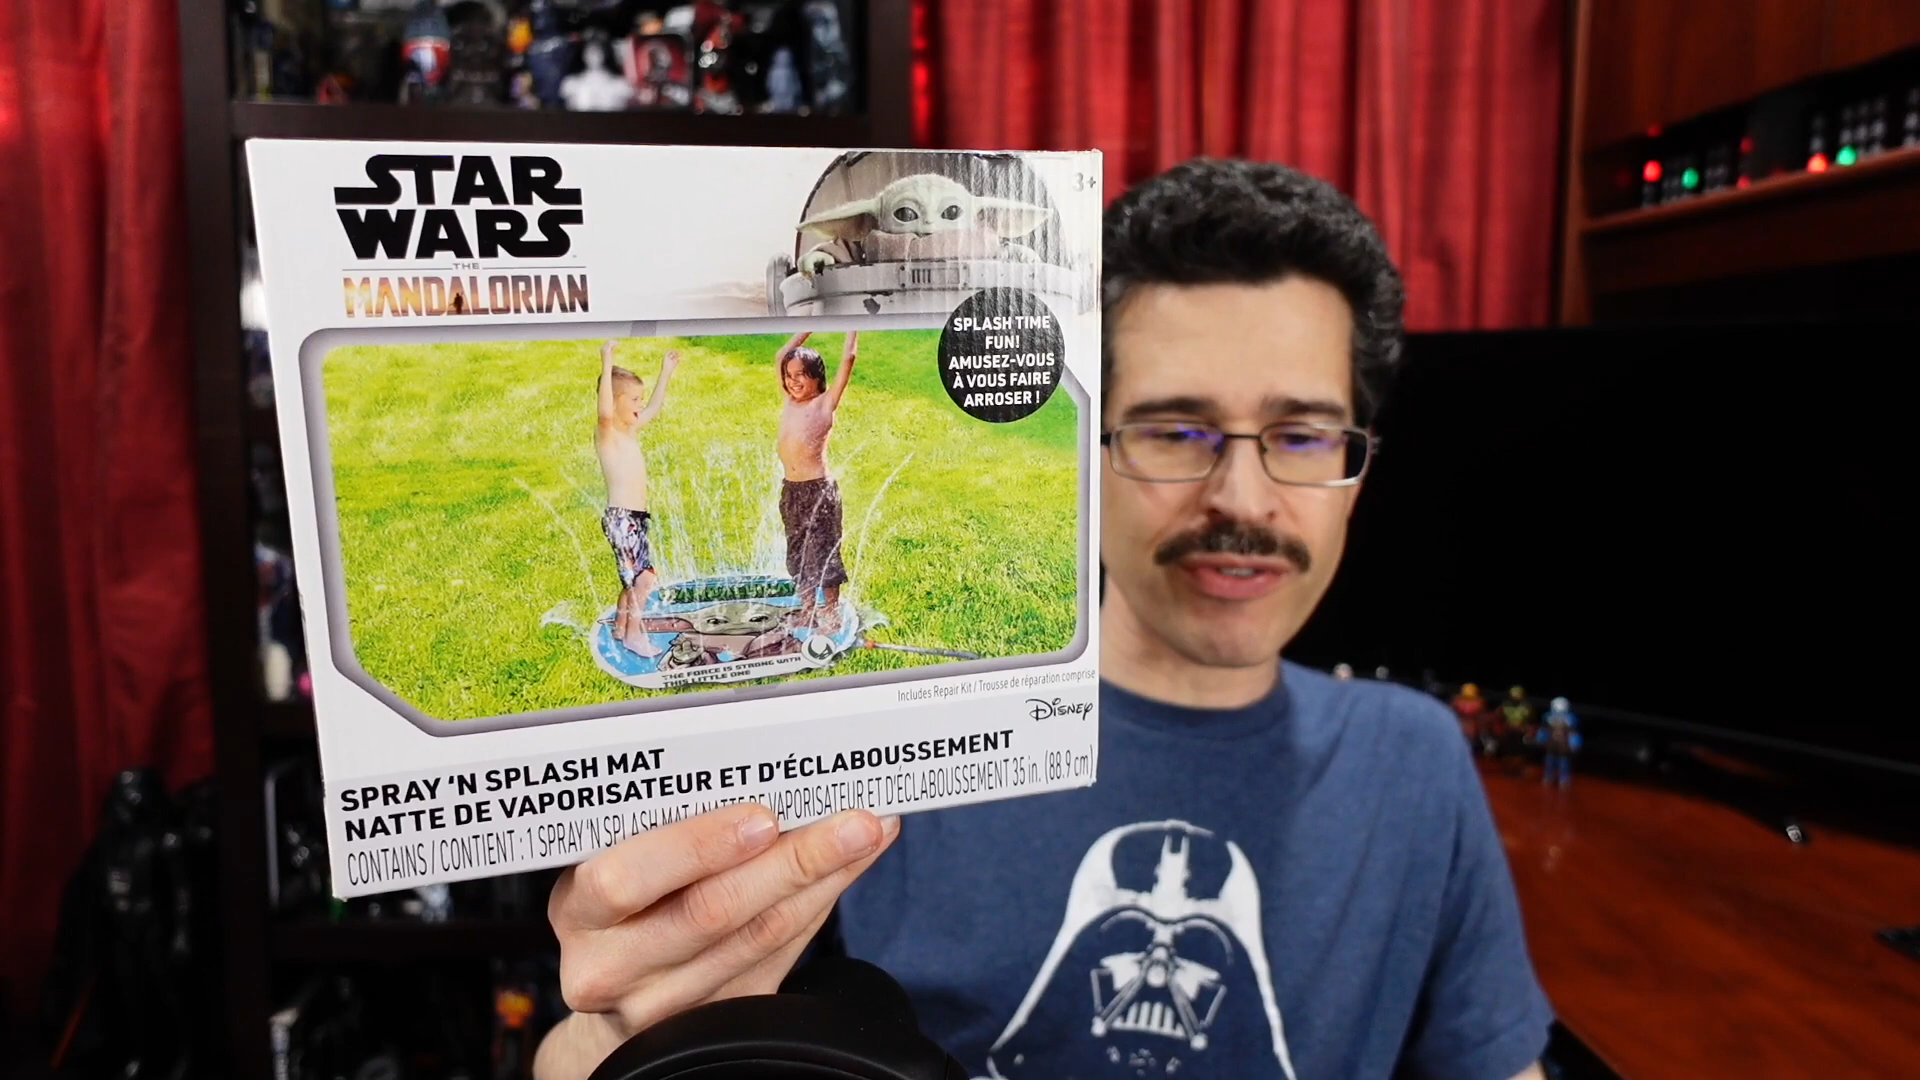 STAR
WARS
THE
MANDALORIAN
3+
SPLASH TIME
FUN!
AMUSEZ-VOUS
À VOUS FAIRE
ARROSER !
THE FORCE IS STRONG WITH
THIS LITTLE ONE
Includes Repair Kit / Trousse de réparation comprise
Disney
SPRAY 'N SPLASH MAT
NATTE DE VAPORISATEUR ET D'ÉCLABOUSSEMENT
CONTAINS / CONTIENT : 1 SPRAY 'N SPLASH MAT / NATTE DE VAPORISATEUR ET D'ÉCLABOUSSEMENT 35 in. (88.9 cm)